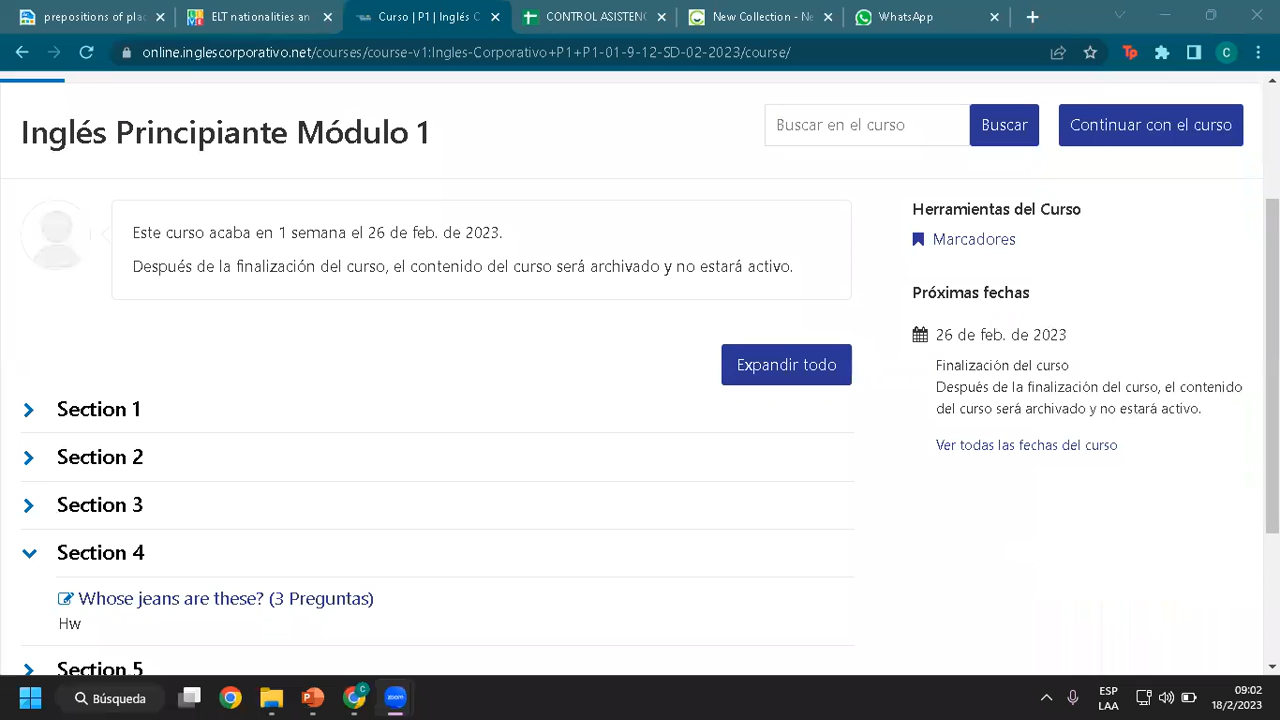 prepositions of plac
ELT nationalities an
Curso | P1 | Inglés C
CONTROL ASISTENC
New Collection - Ne
WhatsApp
online.inglescorporativo.net/courses/course-v1:Ingles-Corporativo+P1+P1-01-9-12-SD-02-2023/course/
Tp
C
Inglés Principiante Módulo 1
Buscar en el curso
Buscar
Continuar con el curso
Este curso acaba en 1 semana el 26 de feb. de 2023.
Después de la finalización del curso, el contenido del curso será archivado y no estará activo.
Herramientas del Curso
Marcadores
Próximas fechas
26 de feb. de 2023
Finalización del curso
Después de la finalización del curso, el contenido
del curso será archivado y no estará activo.
Ver todas las fechas del curso
Expandir todo
Section 1
Section 2
Section 3
Section 4
Whose jeans are these? (3 Preguntas)
Hw
Section 5
Búsqueda
zoom
ESP
LAA
09:02
18/2/2023